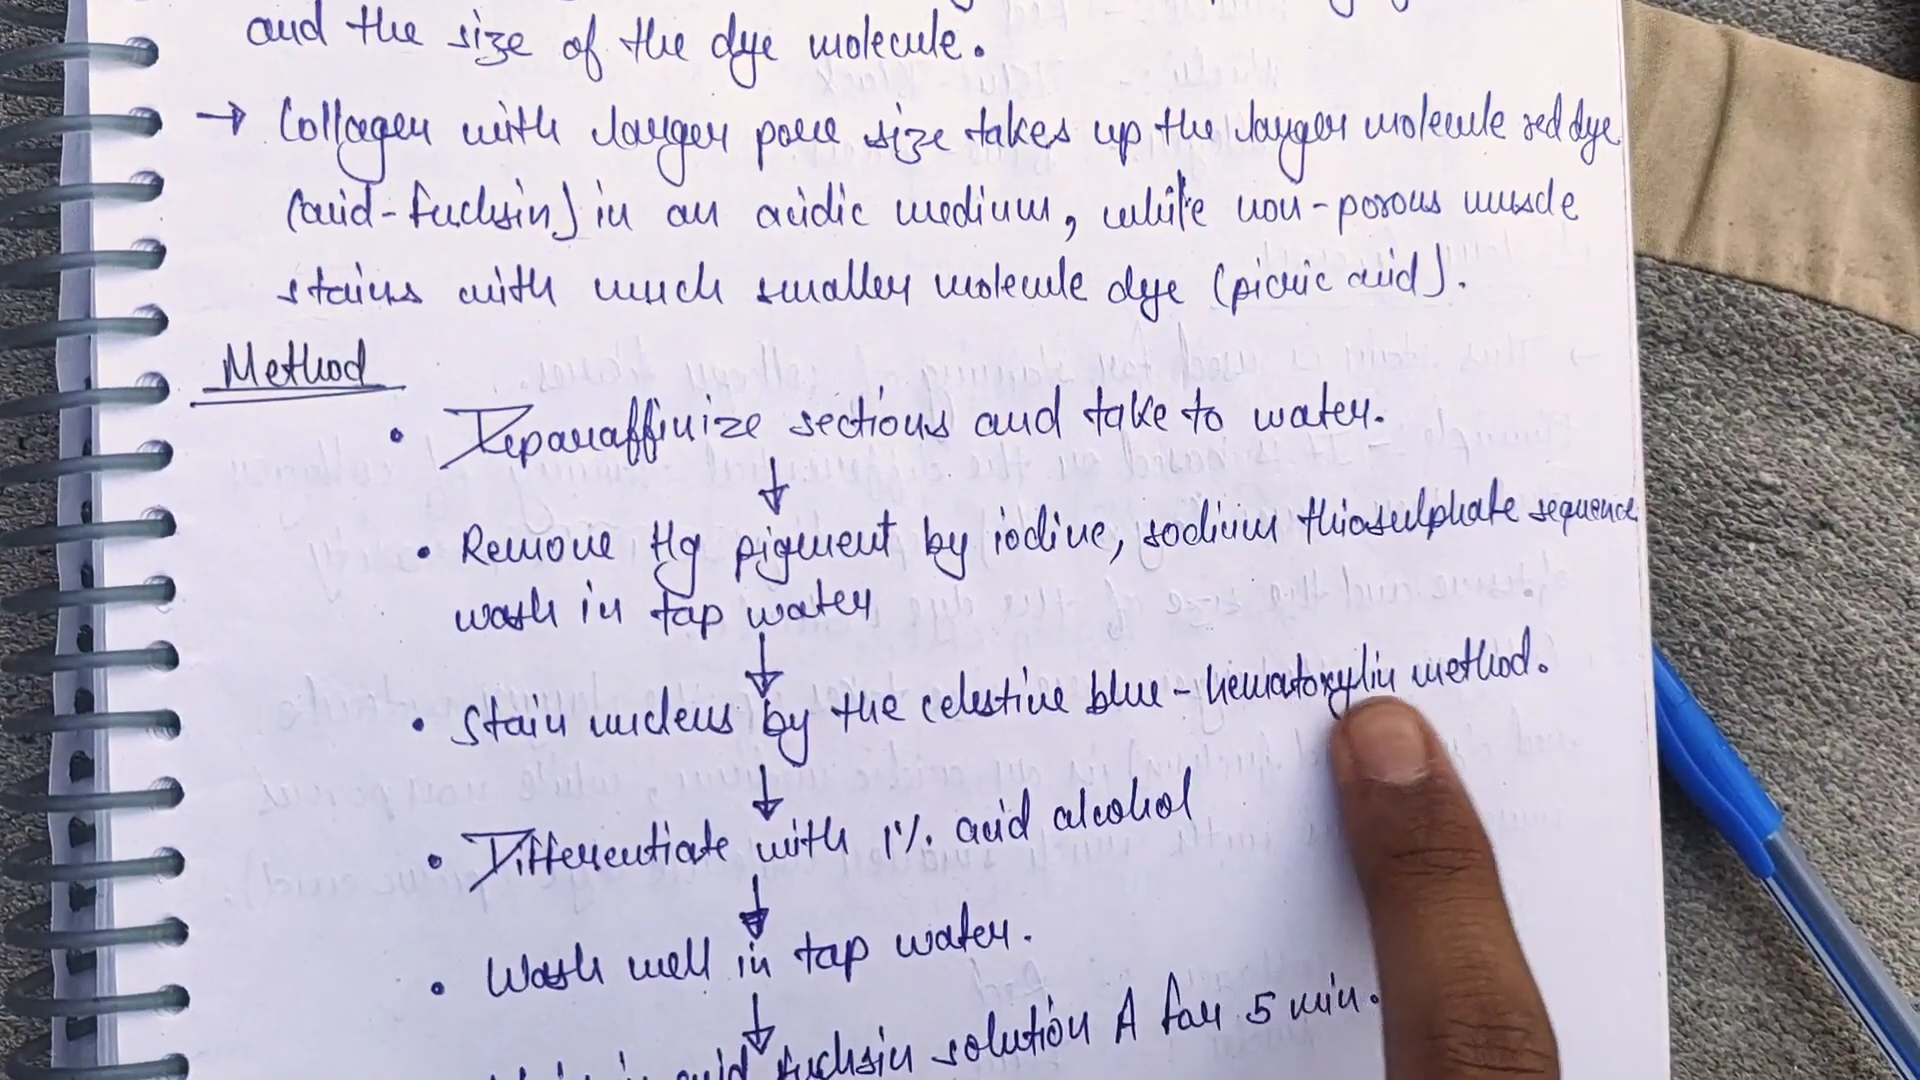 and the size of the dye molecule.
→ Collagen with larger pore size takes up the larger molecule red dye
(acid-fuchsin) in an acidic medium, while non-porous muscle
stains with much smaller molecule dye (picric acid).
Method
• Deparaffinize sections and take to water.
↓
• Remove Hg pigment by iodine, sodium thiosulphate sequence
wash in tap water
↓
• Stain nucleus by the celestine blue - hematoxylin method.
↓
• Differentiate with 1% acid alcohol
↓
• Wash well in tap water.
↓
acid fuchsin solution A for 5 min.